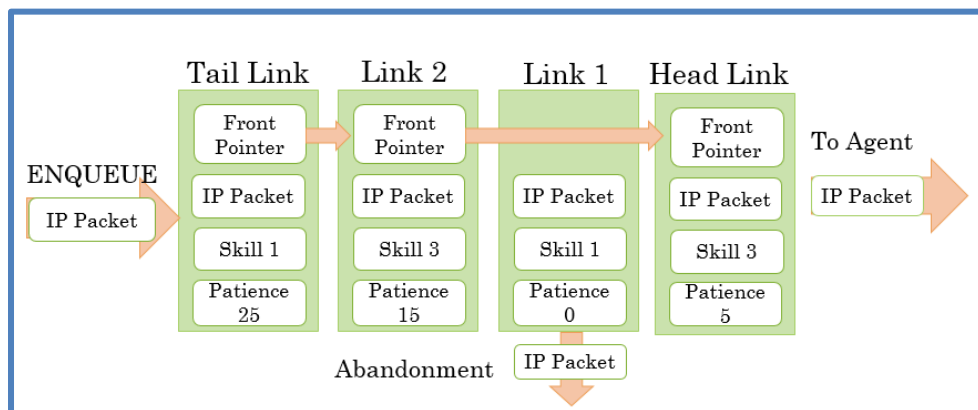 Tail Link
Link 2
Link 1
Head Link
Front
Pointer
Front
Pointer
Front
Pointer
To Agent
ENQUEUE
IP Packet
IP Packet
IP Packet
IP Packet
IP Packet
IP Packet
Skill 1
Skill 3
Skill 1
Skill 3
Patience
25
Patience
15
Patience
0
Patience
5
Abandonment
IP Packet